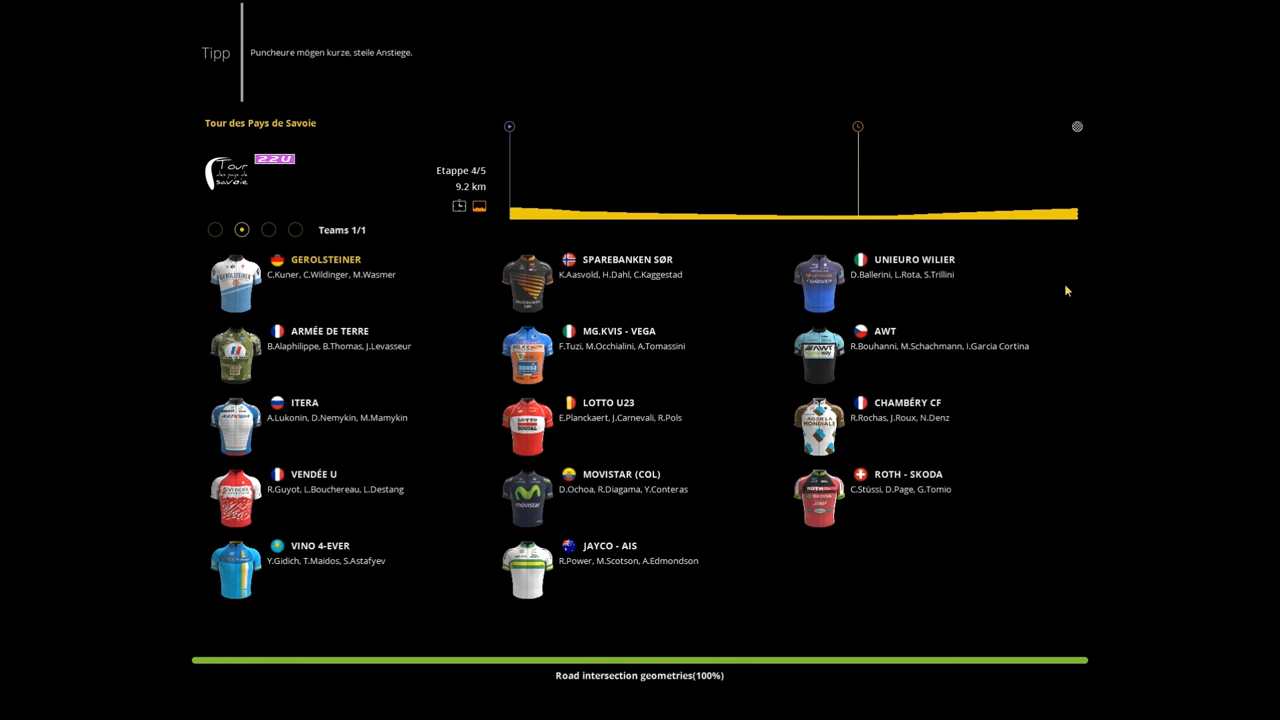 Tipp
Puncheure mögen kurze, steile Anstiege.
Tour des Pays de Savoie
Tour
des pays de
savoie
22U
Etappe 4/5
9.2 km
Teams 1/1
GEROLSTEINER
C.Kuner, C.Wildinger, M.Wasmer
SPAREBANKEN SØR
K.Aasvold, H.Dahl, C.Kaggestad
UNIEURO WILIER
D.Ballerini, L.Rota, S.Trillini
ARMÉE DE TERRE
B.Alaphilippe, B.Thomas, J.Levasseur
MG.KVIS - VEGA
F.Tuzi, M.Occhialini, A.Tomassini
AWT
R.Bouhanni, M.Schachmann, I.Garcia Cortina
ITERA
A.Lukonin, D.Nemykin, M.Mamykin
LOTTO U23
E.Planckaert, J.Carnevali, R.Pols
CHAMBÉRY CF
R.Rochas, J.Roux, N.Denz
VENDÉE U
R.Guyot, L.Bouchereau, L.Destang
MOVISTAR (COL)
D.Ochoa, R.Diagama, Y.Conteras
ROTH - SKODA
C.Stüssi, D.Page, G.Tomio
VINO 4-EVER
Y.Gidich, T.Maidos, S.Astafyev
JAYCO - AIS
R.Power, M.Scotson, A.Edmondson
Road intersection geometries(100%)